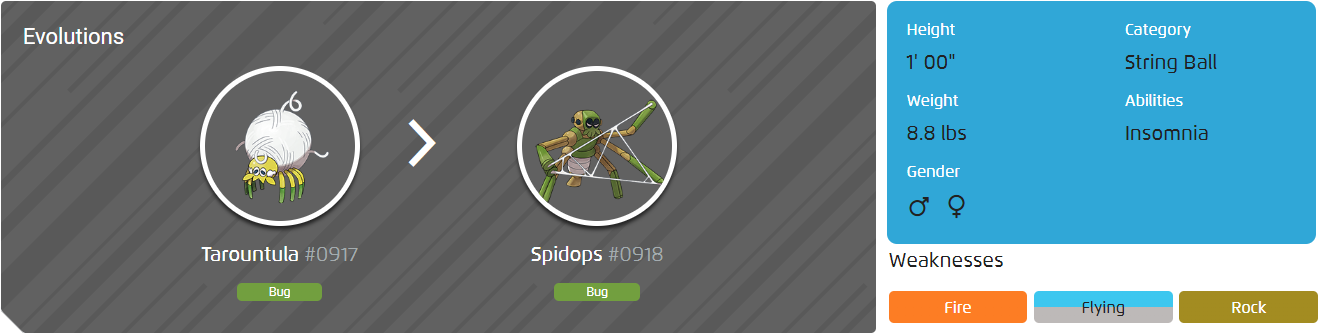 Evolutions
Tarountula #0917
Bug
Spidops #0918
Bug
Height
1' 00"
Weight
8.8 lbs
Gender
♂ ♀
Category
String Ball
Abilities
Insomnia
Weaknesses
Fire
Flying
Rock